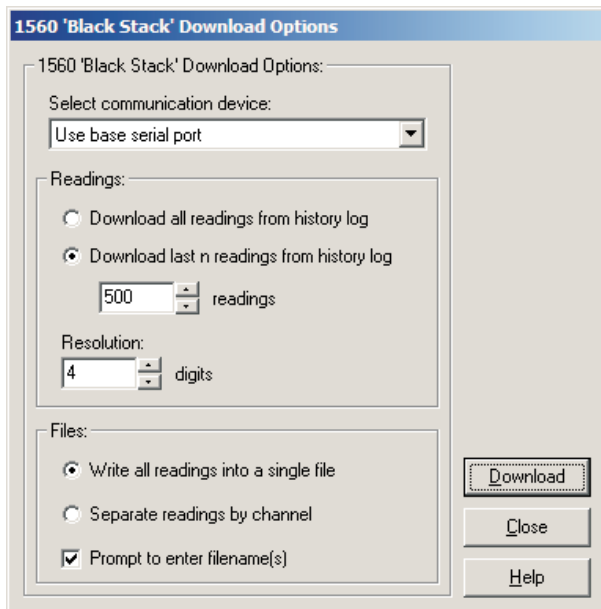 1560 'Black Stack' Download Options
1560 'Black Stack' Download Options:
Select communication device:
Use base serial port
Readings:
Download all readings from history log
Download last n readings from history log
500 readings
Resolution:
4 digits
Files:
Write all readings into a single file
Separate readings by channel
Prompt to enter filename(s)
Download
Close
Help